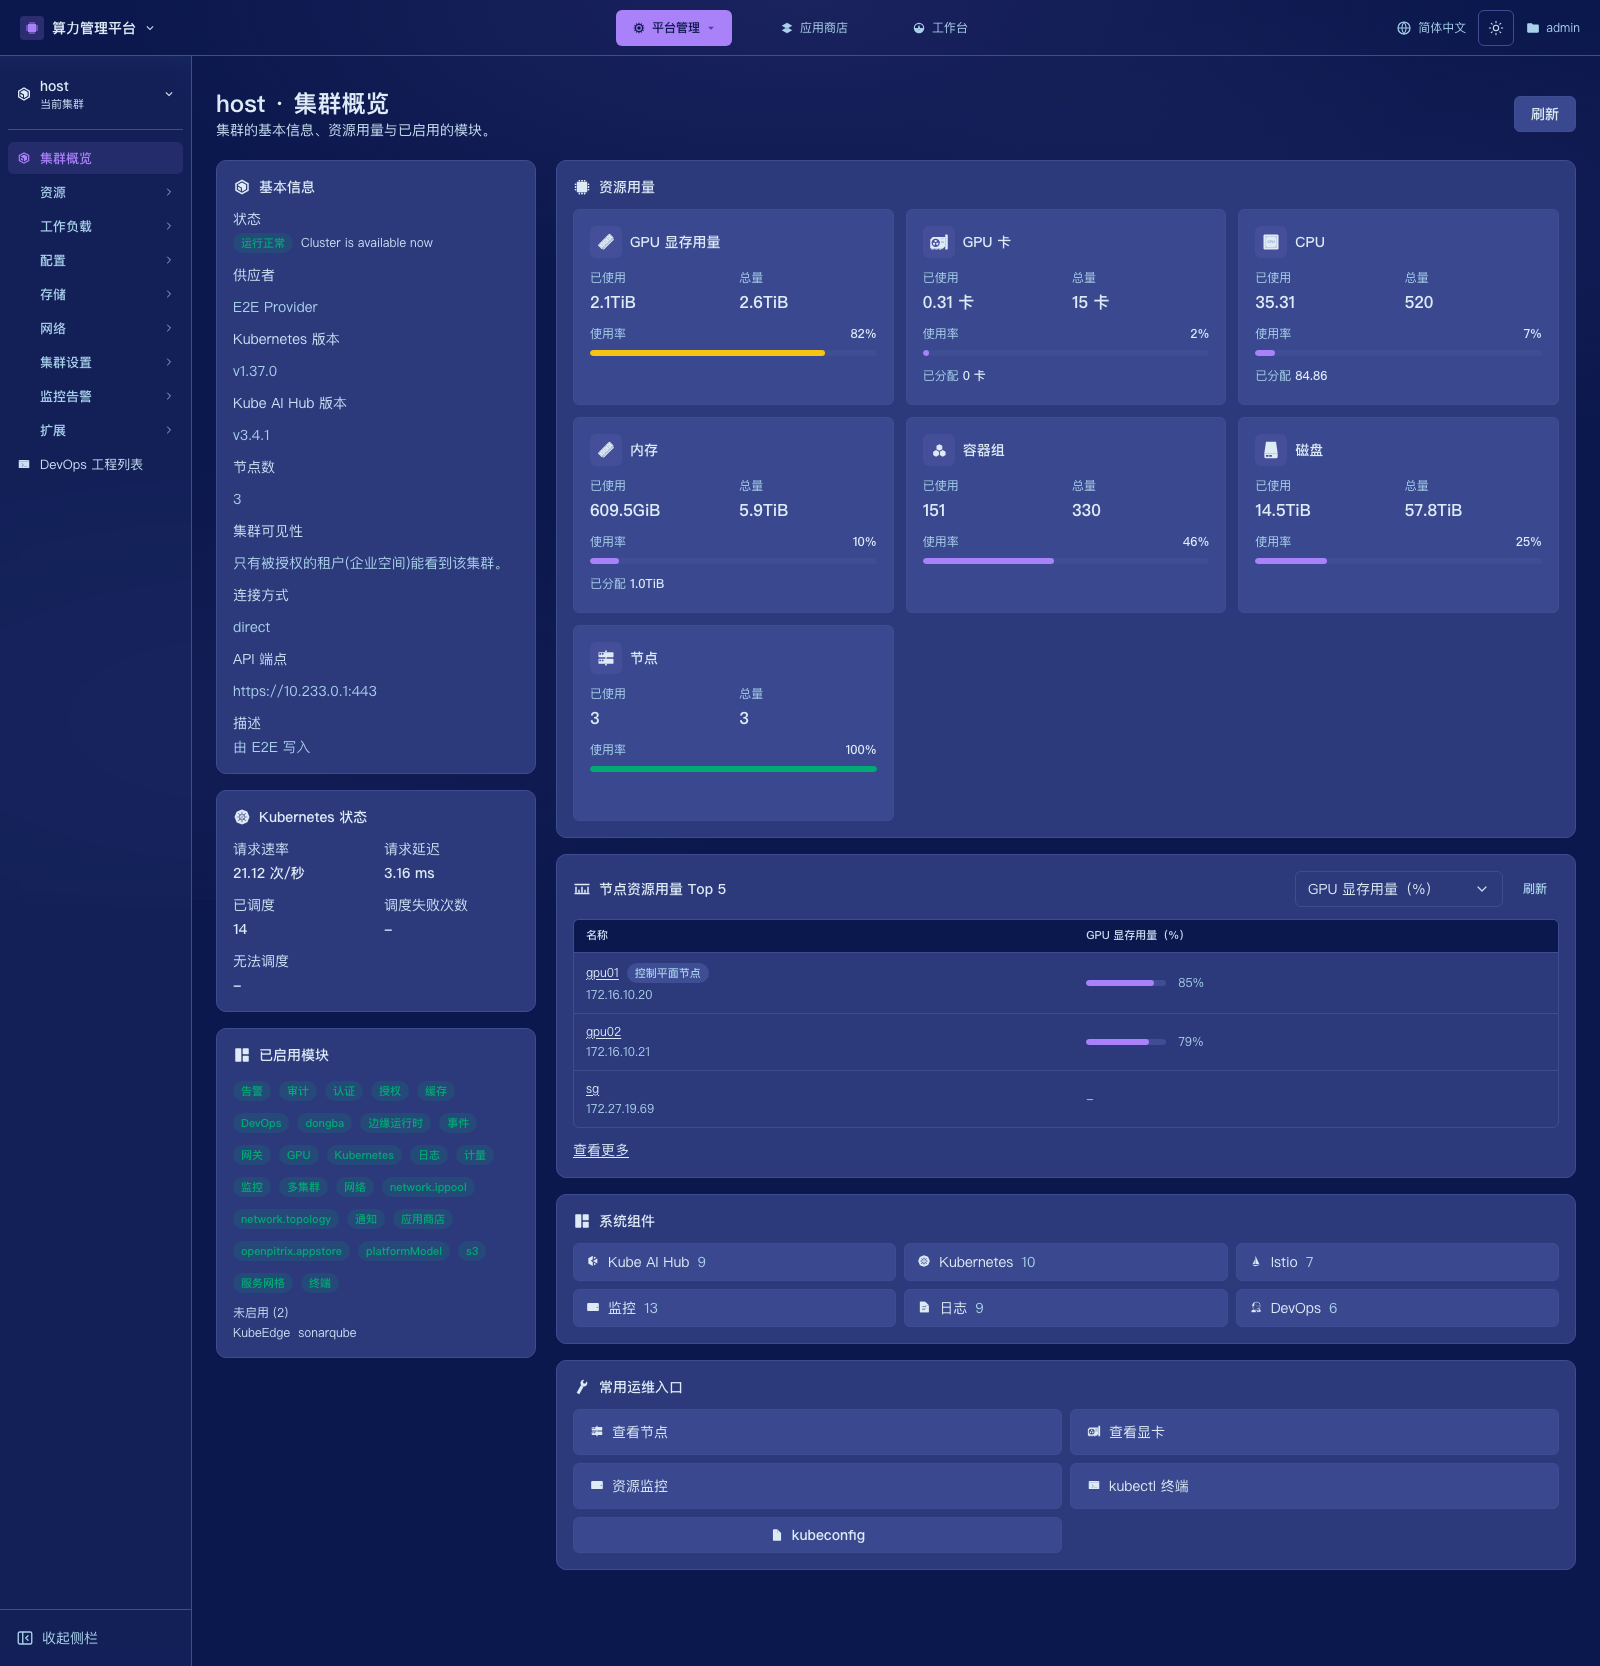 算力管理平台
平台管理
应用商店
工作台
简体中文
admin
host
当前集群
集群概览
资源
工作负载
配置
存储
网络
集群设置
监控告警
扩展
DevOps 工程列表
收起侧栏
host · 集群概览
集群的基本信息、资源用量与已启用的模块。
刷新
基本信息
状态
运行正常 Cluster is available now
供应者
E2E Provider
Kubernetes 版本
v1.37.0
Kube AI Hub 版本
v3.4.1
节点数
3
集群可见性
只有被授权的租户(企业空间)能看到该集群。
连接方式
direct
API 端点
https://10.233.0.1:443
描述
由 E2E 写入
Kubernetes 状态
请求速率 请求延迟
21.12 次/秒 3.16 ms
已调度 调度失败次数
14 –
无法调度
–
已启用模块
告警 审计 认证 授权 缓存
DevOps dongba 边缘运行时 事件
网关 GPU Kubernetes 日志 计量
监控 多集群 网络 network.ippool
network.topology 通知 应用商店
openpitrix.appstore platformModel s3
服务网格 终端
未启用 (2)
KubeEdge sonarqube
资源用量
GPU 显存用量
已使用 总量
2.1TiB 2.6TiB
使用率 82%
GPU 卡
已使用 总量
0.31 卡 15 卡
使用率 2%
已分配 0 卡
CPU
已使用 总量
35.31 520
使用率 7%
已分配 84.86
内存
已使用 总量
609.5GiB 5.9TiB
使用率 10%
已分配 1.0TiB
容器组
已使用 总量
151 330
使用率 46%
磁盘
已使用 总量
14.5TiB 57.8TiB
使用率 25%
节点
已使用 总量
3 3
使用率 100%
节点资源用量 Top 5
GPU 显存用量（%）
刷新
名称 GPU 显存用量（%）
gpu01 控制平面节点
172.16.10.20
85%
gpu02
172.16.10.21
79%
sg
172.27.19.69
–
查看更多
系统组件
Kube AI Hub 9
Kubernetes 10
Istio 7
监控 13
日志 9
DevOps 6
常用运维入口
查看节点
查看显卡
资源监控
kubectl 终端
kubeconfig